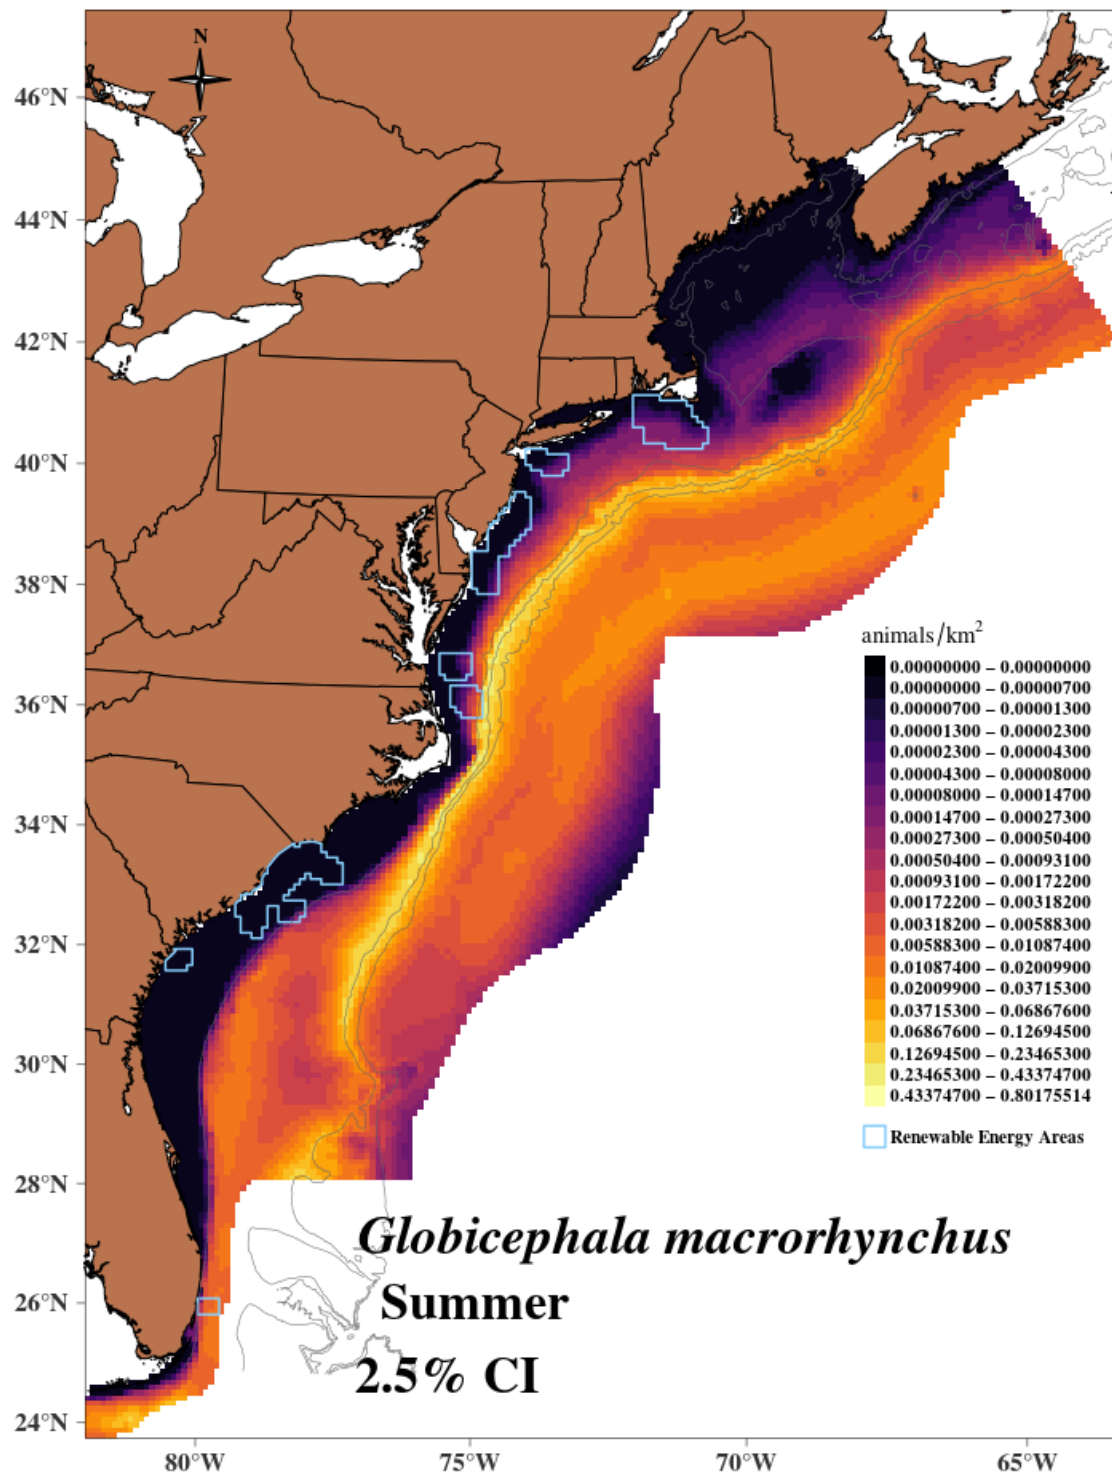 N
46°N
44°N
42°N
40°N
38°N
36°N
34°N
32°N
30°N
28°N
26°N
24°N
80°W
75°W
70°W
65°W
animals/km²
0.00000000 – 0.00000000
0.00000000 – 0.00000700
0.00000700 – 0.00001300
0.00001300 – 0.00002300
0.00002300 – 0.00004300
0.00004300 – 0.00008000
0.00008000 – 0.00014700
0.00014700 – 0.00027300
0.00027300 – 0.00050400
0.00050400 – 0.00093100
0.00093100 – 0.00172200
0.00172200 – 0.00318200
0.00318200 – 0.00588300
0.00588300 – 0.01087400
0.01087400 – 0.02009900
0.02009900 – 0.03715300
0.03715300 – 0.06867600
0.06867600 – 0.12694500
0.12694500 – 0.23465300
0.23465300 – 0.43374700
0.43374700 – 0.80175514
Renewable Energy Areas
Globicephala macrorhynchus
Summer
2.5% CI